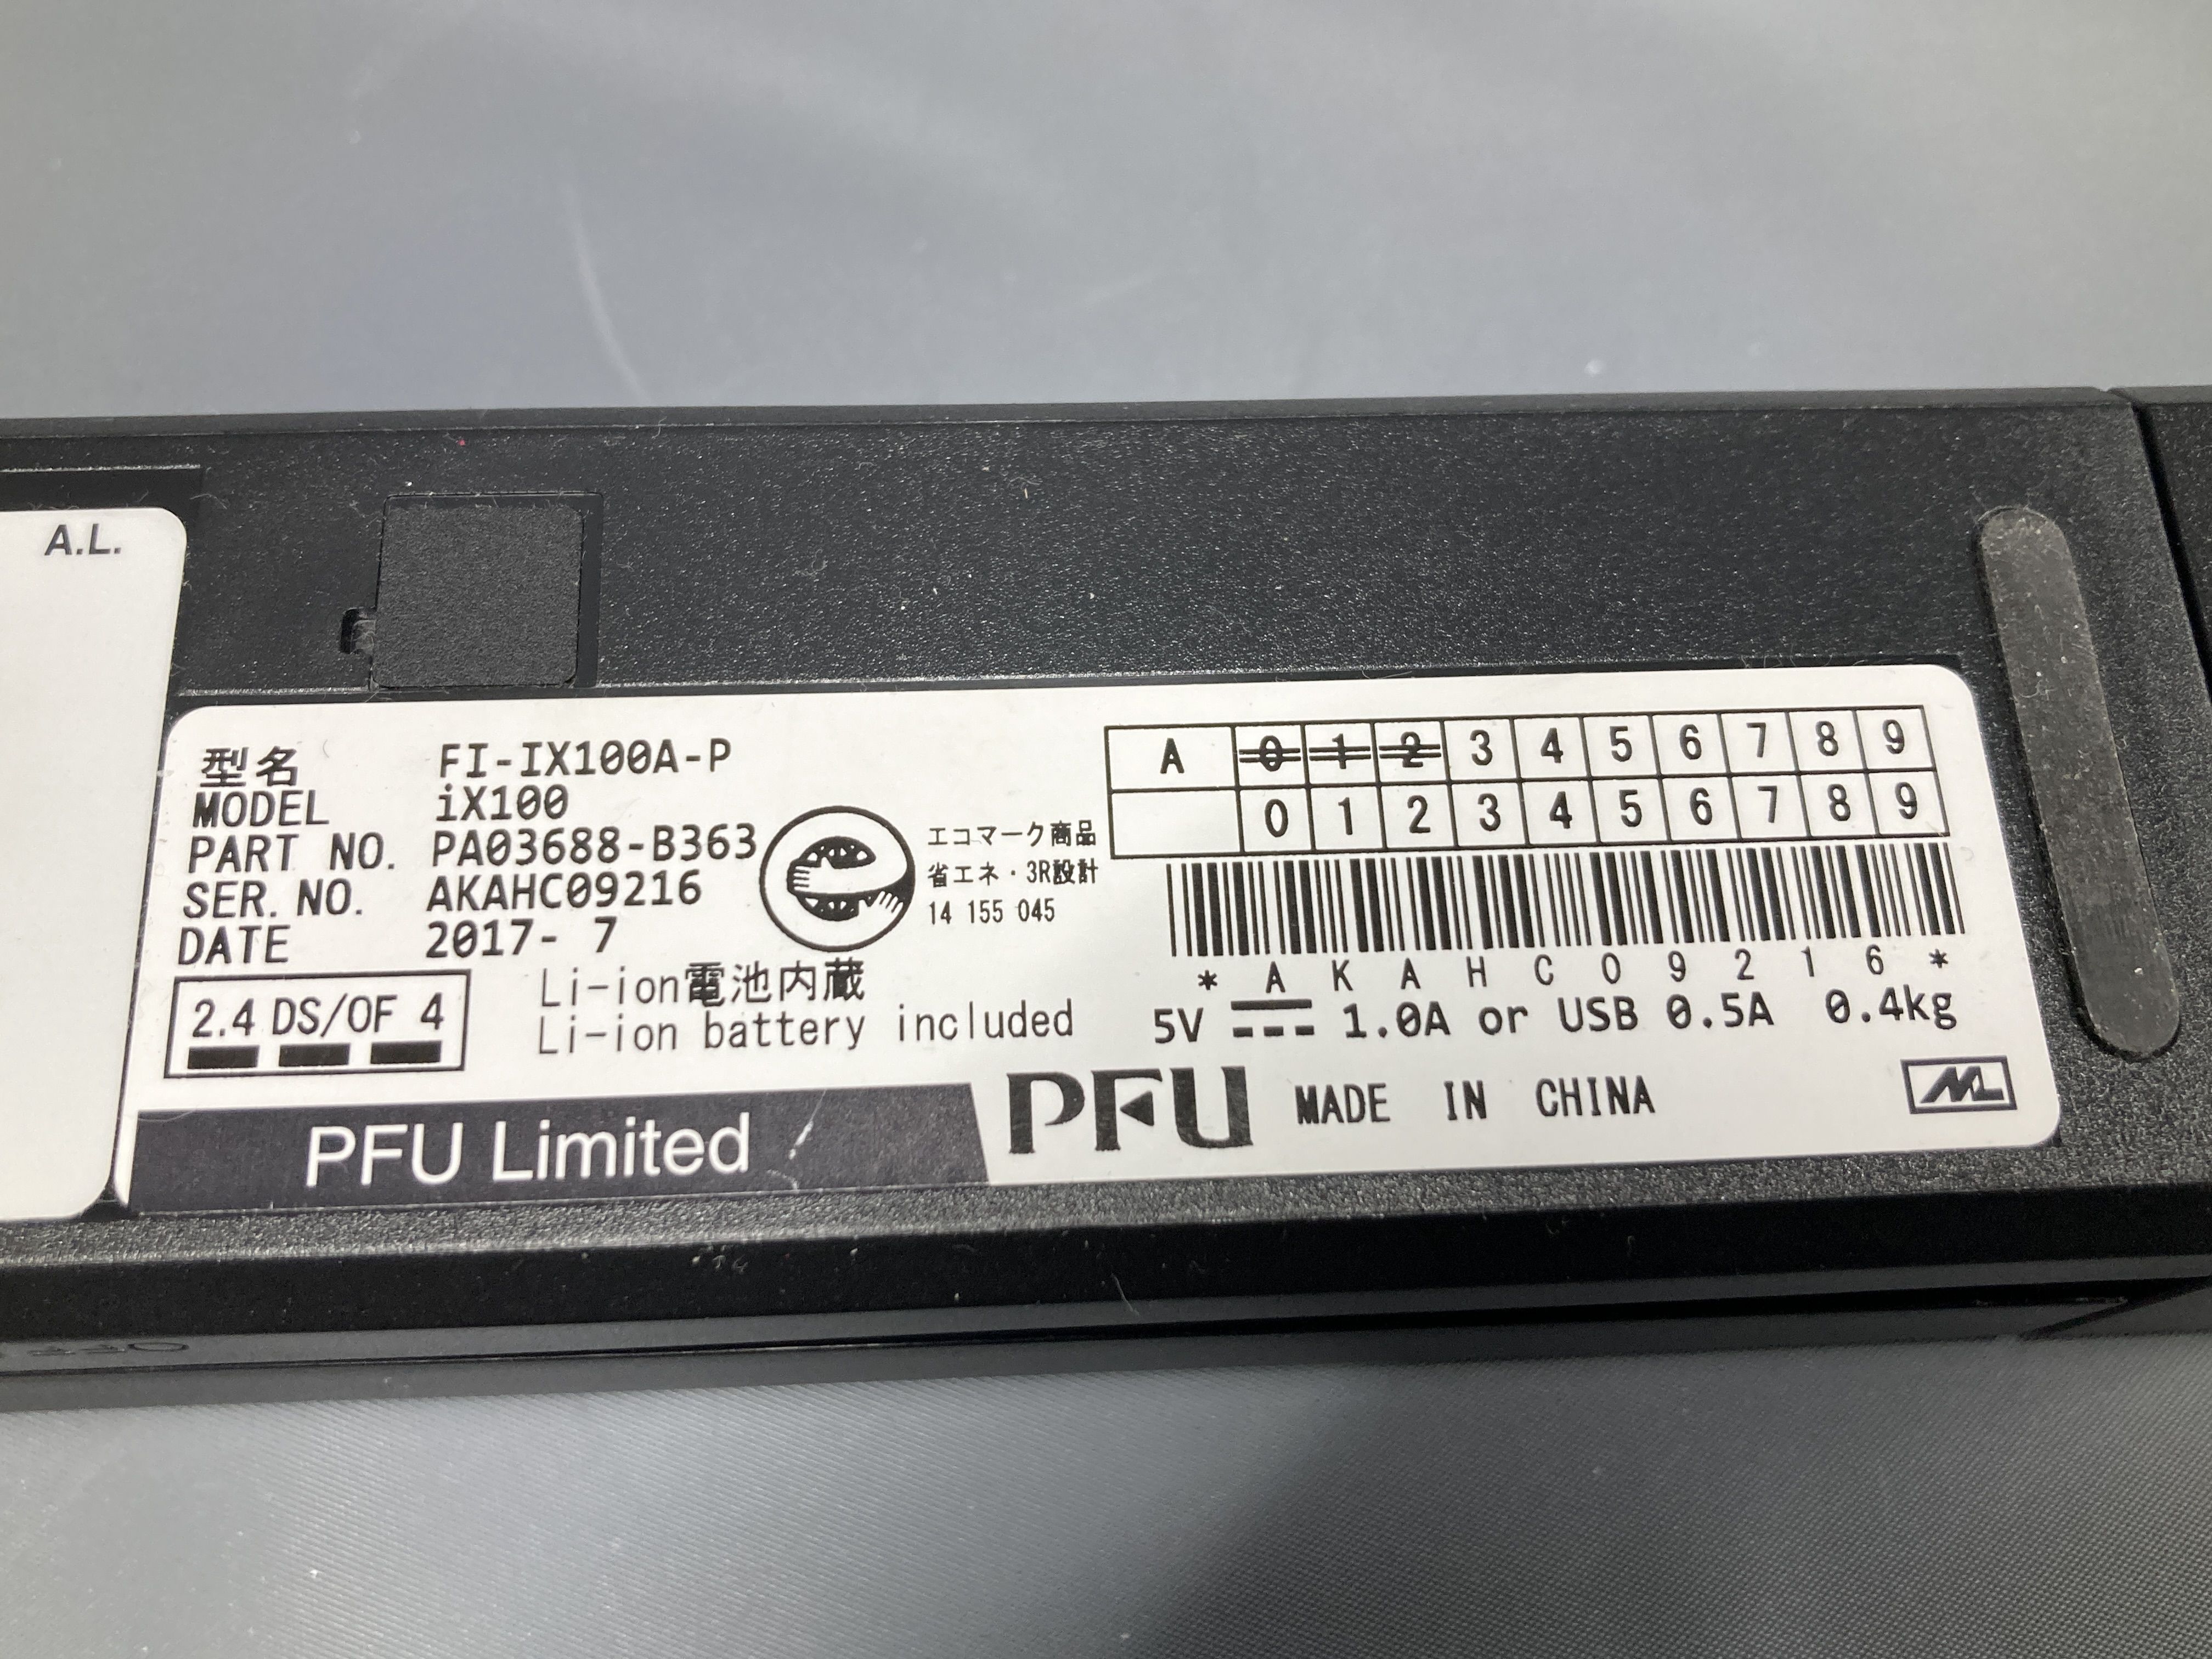 A.L.
型名 FI-IX100A-P
MODEL iX100
PART NO. PA03688-B363
SER. NO. AKAHC09216
DATE 2017- 7
2.4 DS/OF 4
エコマーク商品
省エネ・3R設計
14 155 045
Li-ion電池内蔵
Li-ion battery included
A 0 1 2 3 4 5 6 7 8 9
0 1 2 3 4 5 6 7 8 9
* A K A H C 0 9 2 1 6 *
5V 1.0A or USB 0.5A 0.4kg
PFU Limited
PFU MADE IN CHINA